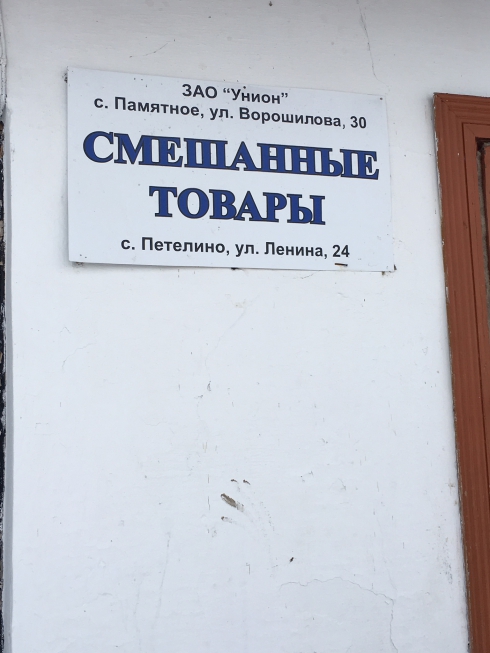 ЗАО "Унион"
с. Памятное, ул. Ворошилова, 30
СМЕШАННЫЕ
ТОВАРЫ
с. Петелино, ул. Ленина, 24